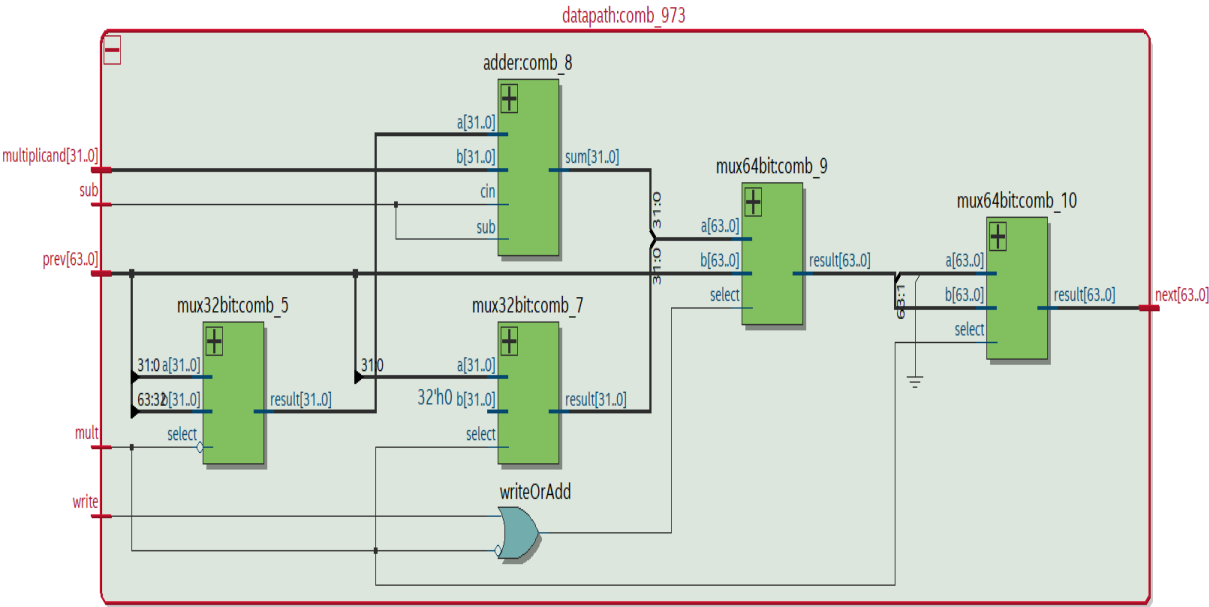 datapath:comb_973
adder:comb_8
a[31..0]
multiplicand[31..0]
b[31..0]
sum[31..0]
mux64bit:comb_9
sub
cin
31:0
mux64bit:comb_10
sub
a[63..0]
prev[63..0]
31:0
b[63..0]
result[63..0]
a[63..0]
select
63:1
b[63..0]
result[63..0]
next[63..0]
mux32bit:comb_5
mux32bit:comb_7
select
31:0 a[31..0]
31:0
a[31..0]
63:32 b[31..0]
result[31..0]
32'h0 b[31..0]
result[31..0]
mult
select
select
writeOrAdd
write